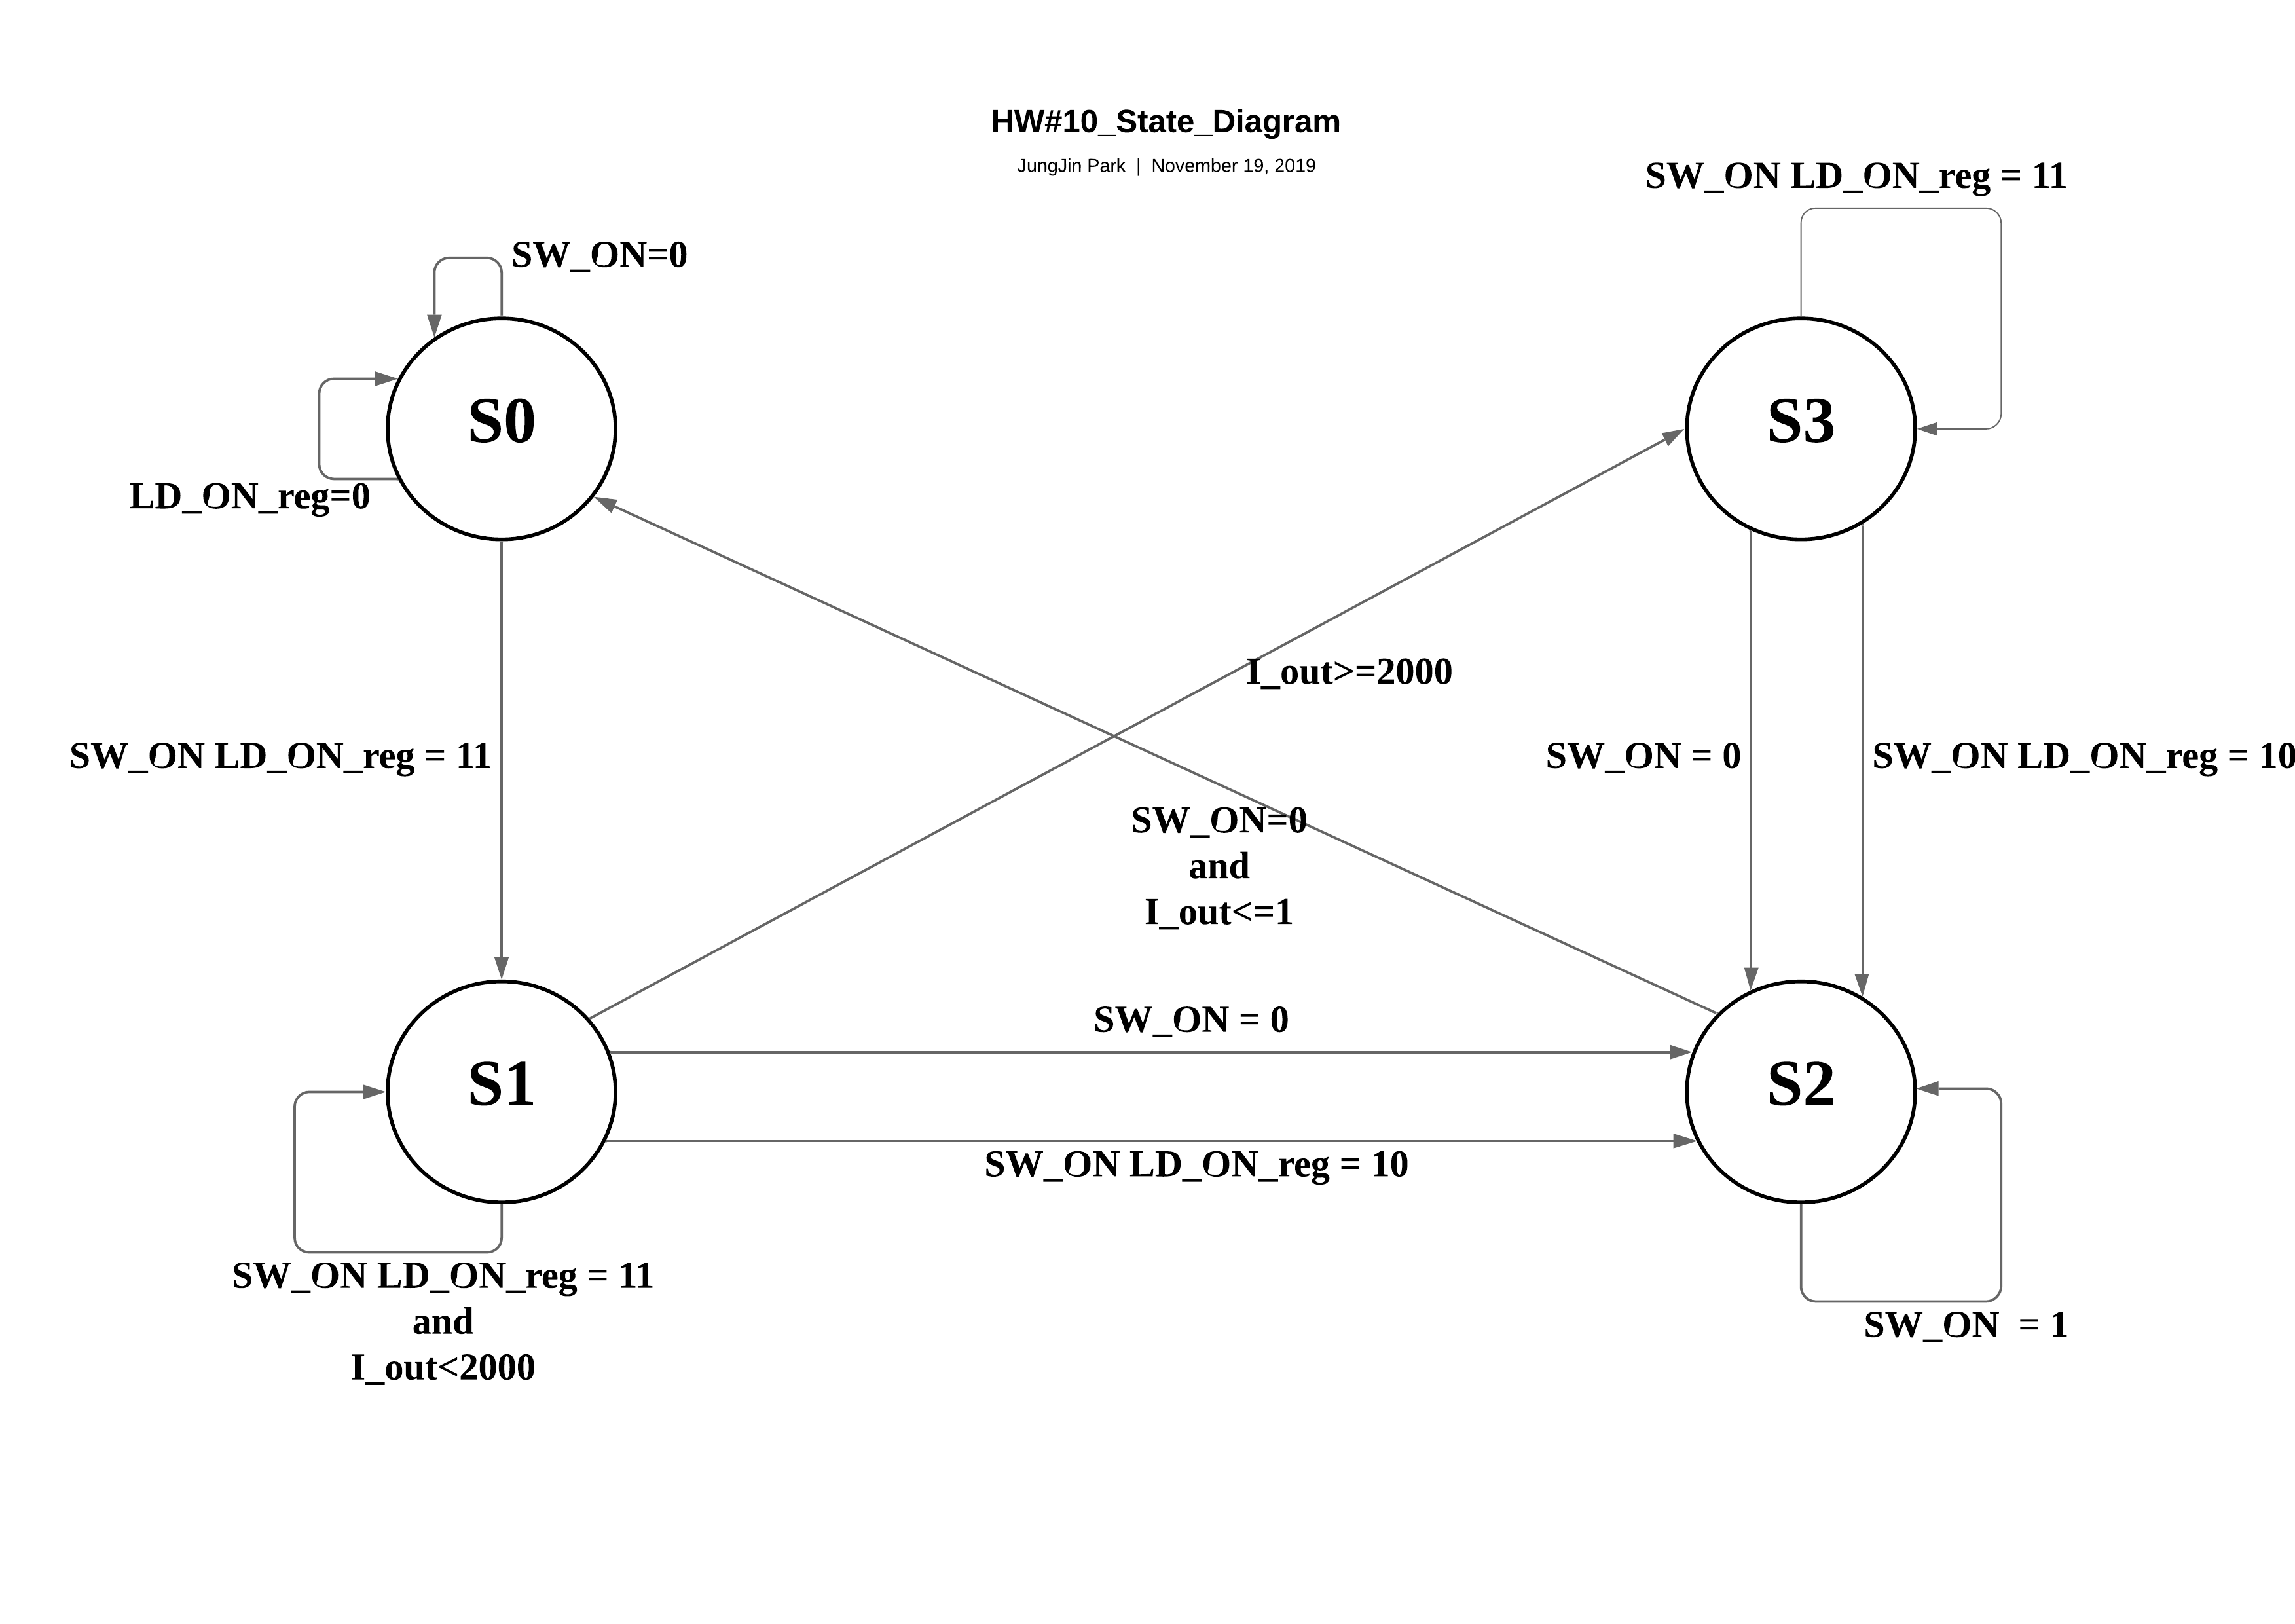 HW#10_State_Diagram
JungJin Park | November 19, 2019
SW_ON LD_ON_reg = 11
SW_ON=0
S0
S3
LD_ON_reg=0
I_out>=2000
SW_ON LD_ON_reg = 11
SW_ON = 0
SW_ON LD_ON_reg = 10
SW_ON=0
and
I_out<=1
SW_ON = 0
S1
S2
SW_ON LD_ON_reg = 10
SW_ON LD_ON_reg = 11
and
I_out<2000
SW_ON  = 1